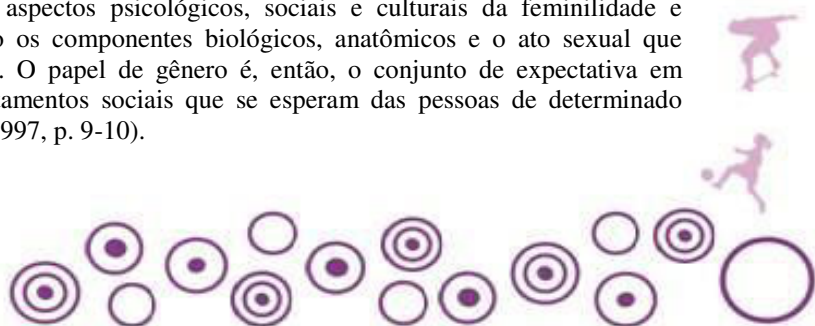 aspectos psicológicos, sociais e culturais da feminilidade e
os componentes biológicos, anatômicos e o ato sexual que
. O papel de gênero é, então, o conjunto de expectativa em
tamentos sociais que se esperam das pessoas de determinado
997, p. 9-10).